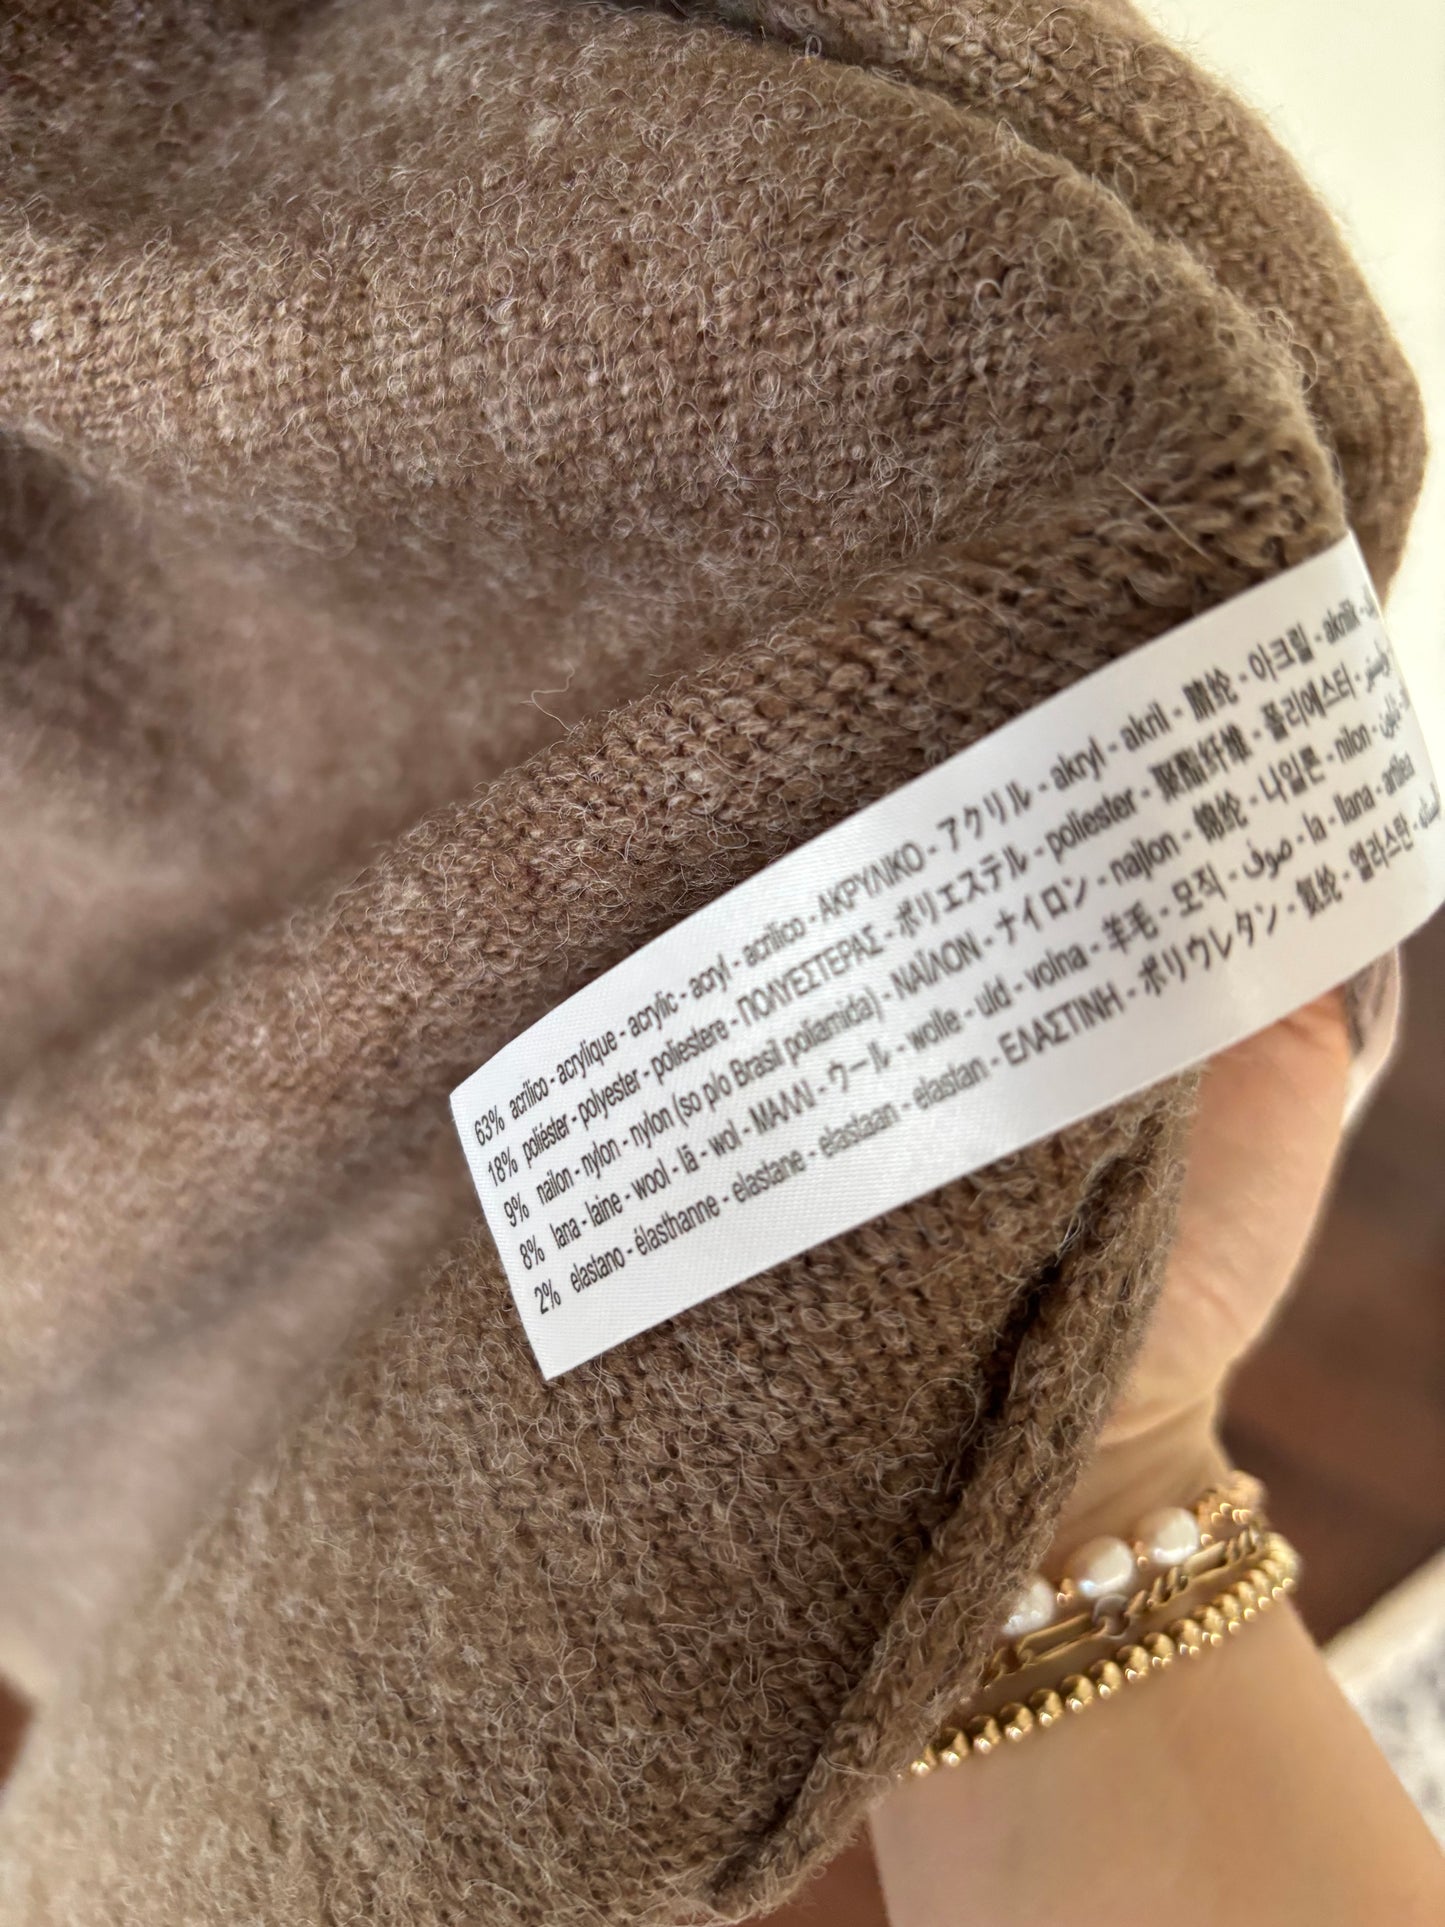 63% acrílico - acrylique - acrylic - acryl - acrilico - ΑΚΡΥΛΙΚΟ - アクリル - akryl - akril - 腈纶 - 아크릴 - akrilik -
18% poliéster - polyester - poliestere - ΠΟΛΥΕΣΤΕΡΑΣ - ポリエステル - poliester - 聚酯纤维 - 폴리에스터 -
9% nailon - nylon - nylon (so p/o Brasil poliamida) - ΝΑΪΛΟΝ - ナイロン - najlon - 锦纶 - 나일론 - nilon -
8% lana - laine - wool - lã - wol - ΜΑΛΛΙ - ウール - wolle - uld - volna - 羊毛 - 모직 - صوف - la - llana - artilea
2% elastano - élasthanne - elastane - elastaan - elastan - ΕΛΑΣΤΙΝΗ - ポリウレタン - 氨纶 - 엘라스탄 -